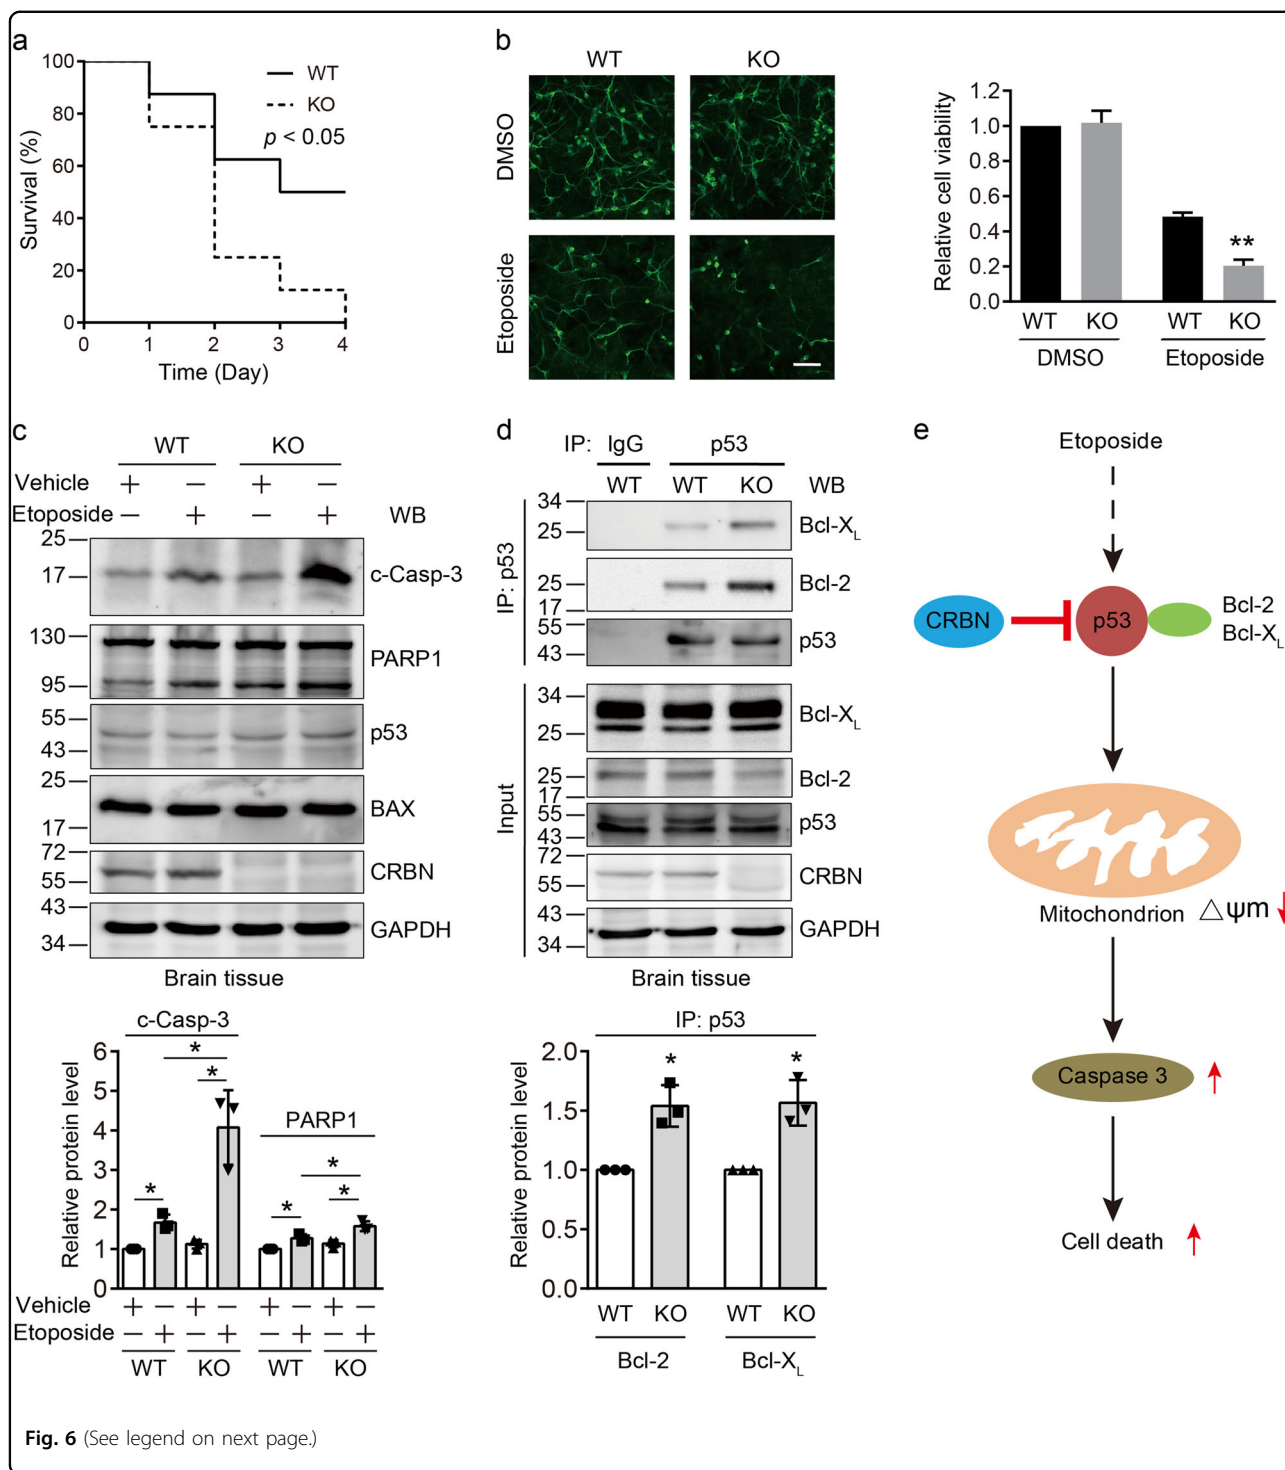 a
100
80
60
40
20
0
Survival (%)
WT
KO
p < 0.05
0 1 2 3 4
Time (Day)
b
WT KO
DMSO
Etoposide
Relative cell viability
1.2
1.0
0.8
0.6
0.4
0.2
0.0
**
WT KO WT KO
DMSO Etoposide
c
WT KO
Vehicle + − + −
Etoposide − + − + WB
25
17
c-Casp-3
130
95
PARP1
55
43
p53
25
17
BAX
72
55
CRBN
43
34
GAPDH
Brain tissue
c-Casp-3
PARP1
Relative protein level
6
5
4
3
2
1
0
* * * * * *
Vehicle + − + − + − + −
Etoposide − + − + − + − +
WT KO WT KO
d
IP: IgG p53
WT WT KO WB
IP: p53
34
25
Bcl-XL
25
17
Bcl-2
55
43
p53
Input
34
25
Bcl-XL
25
17
Bcl-2
55
43
p53
72
55
CRBN
43
34
GAPDH
Brain tissue
IP: p53
Relative protein level
2.0
1.5
1.0
0.5
0.0
* *
WT KO WT KO
Bcl-2 Bcl-XL
e
Etoposide
CRBN
p53
Bcl-2
Bcl-XL
Mitochondrion △ψm
Caspase 3
Cell death
Fig. 6 (See legend on next page.)